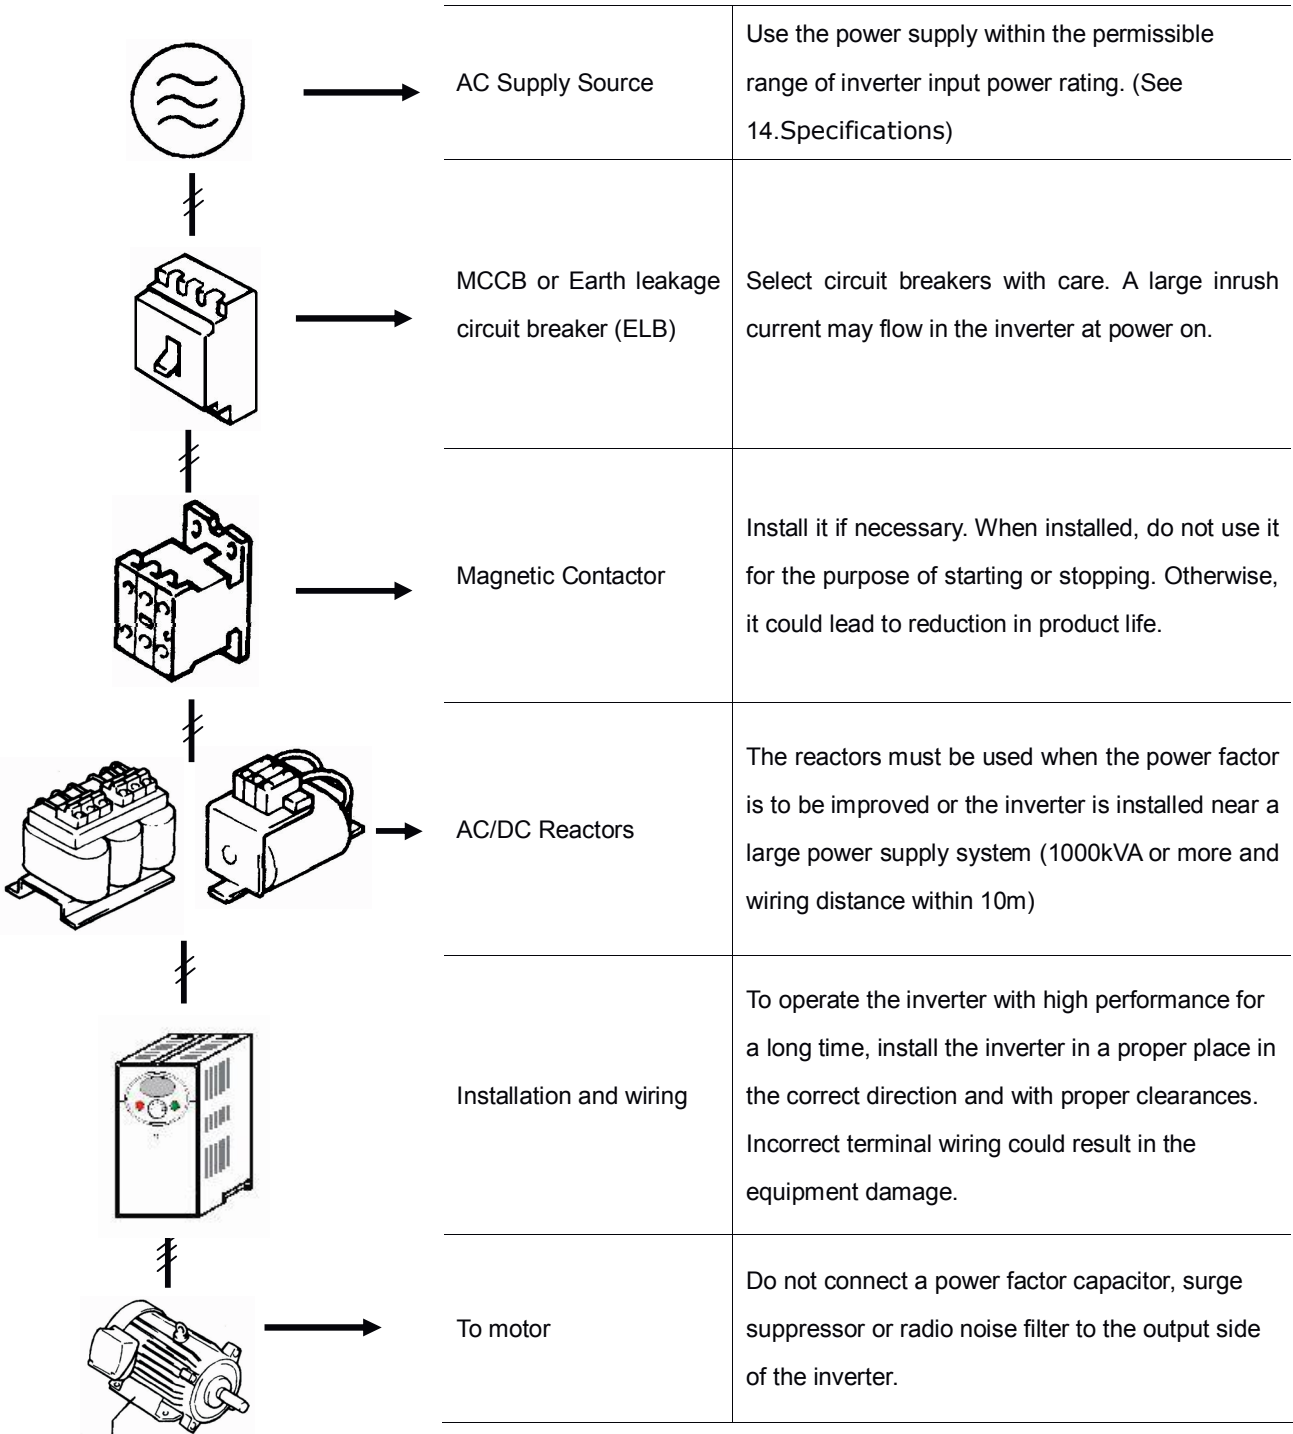 AC Supply Source
Use the power supply within the permissible
range of inverter input power rating. (See
14.Specifications)
MCCB or Earth leakage
circuit breaker (ELB)
Select circuit breakers with care. A large inrush
current may flow in the inverter at power on.
Magnetic Contactor
Install it if necessary. When installed, do not use it
for the purpose of starting or stopping. Otherwise,
it could lead to reduction in product life.
AC/DC Reactors
The reactors must be used when the power factor
is to be improved or the inverter is installed near a
large power supply system (1000kVA or more and
wiring distance within 10m)
Installation and wiring
To operate the inverter with high performance for
a long time, install the inverter in a proper place in
the correct direction and with proper clearances.
Incorrect terminal wiring could result in the
equipment damage.
To motor
Do not connect a power factor capacitor, surge
suppressor or radio noise filter to the output side
of the inverter.